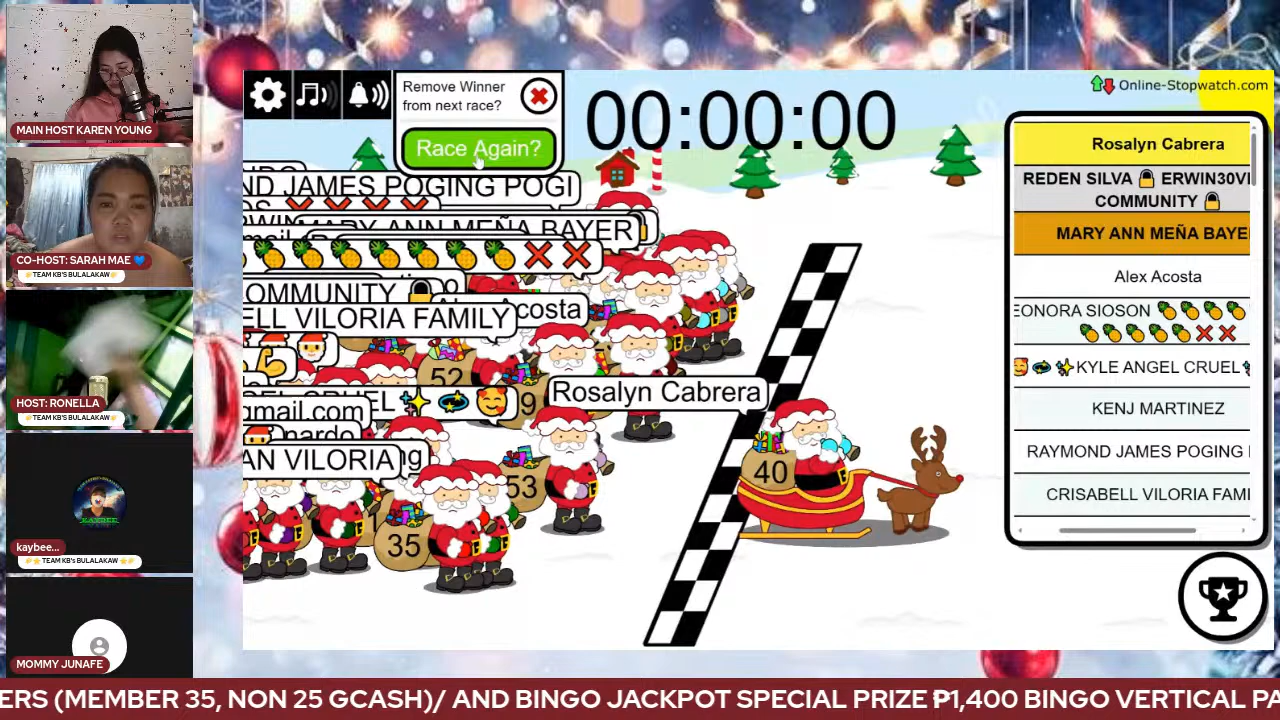 MAIN HOST KAREN YOUNG
CO-HOST: SARAH MAE 💙
TEAM KB's BULALAKAW
HOST: RONELLA
TEAM KB's BULALAKAW
kaybee...
TEAM KB's BULALAKAW
MOMMY JUNAFE
Remove Winner
from next race?
Race Again?
00:00:00
Online-Stopwatch.com
ND JAMES POGING POGI
MARY ANN MEÑA BAYER
🍍 🍍 🍍 🍍 🍍 🍍 🍍 ❌ ❌
OMMUNITY 🔒
Acosta
ELL VILORIA FAMILY
52
Rosalyn Cabrera
gmail.com
nardo
AN VILORIA
53
40
35
Rosalyn Cabrera
REDEN SILVA 🔒 ERWIN30VI
COMMUNITY 🔒
MARY ANN MEÑA BAYE
Alex Acosta
EONORA SIOSON 🍍 🍍 🍍 🍍
🍍 🍍 🍍 🍍 🍍 ❌ ❌
KYLE ANGEL CRUEL
KENJ MARTINEZ
RAYMOND JAMES POGING
CRISABELL VILORIA FAMI
ERS (MEMBER 35, NON 25 GCASH)/ AND BINGO JACKPOT SPECIAL PRIZE ₱1,400 BINGO VERTICAL PA